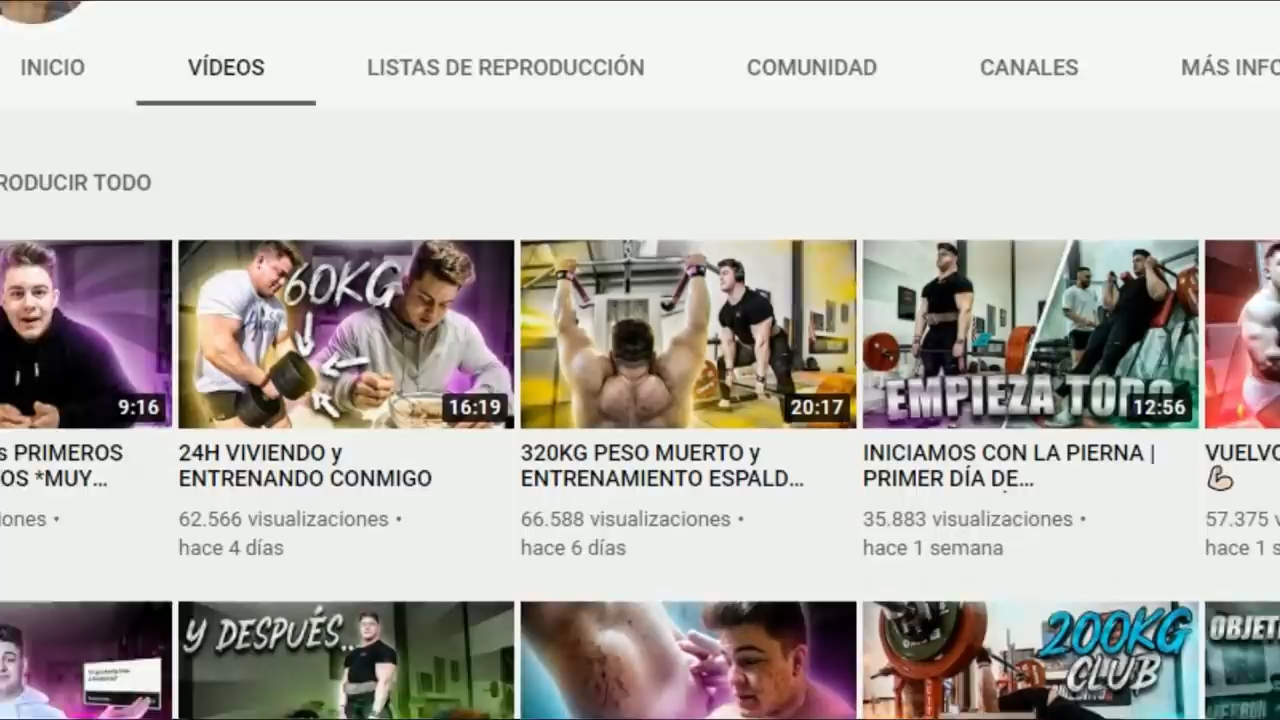 INICIO
VÍDEOS
LISTAS DE REPRODUCCIÓN
COMUNIDAD
CANALES
MÁS INFO
RODUCIR TODO
60KG
EMPIEZA TODO
9:16
16:19
20:17
12:56
s PRIMEROS
OS *MUY...
iones •
24H VIVIENDO y
ENTRENANDO CONMIGO
62.566 visualizaciones •
hace 4 días
320KG PESO MUERTO y
ENTRENAMIENTO ESPALD...
66.588 visualizaciones •
hace 6 días
INICIAMOS CON LA PIERNA |
PRIMER DÍA DE...
35.883 visualizaciones •
hace 1 semana
VUELVO
57.375 v
hace 1 s
Y DESPUÉS..
200KG
CLUB
OBJET